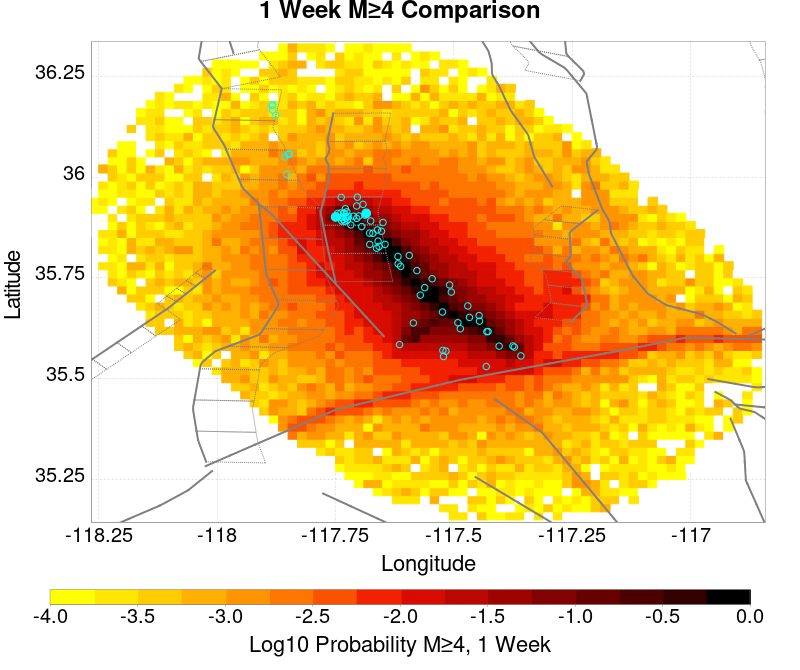 1 Week M≥4 Comparison
36.25
36
35.75
35.5
35.25
Latitude
-118.25 -118 -117.75 -117.5 -117.25 -117
Longitude
-4.0 -3.5 -3.0 -2.5 -2.0 -1.5 -1.0 -0.5 0.0
Log10 Probability M≥4, 1 Week